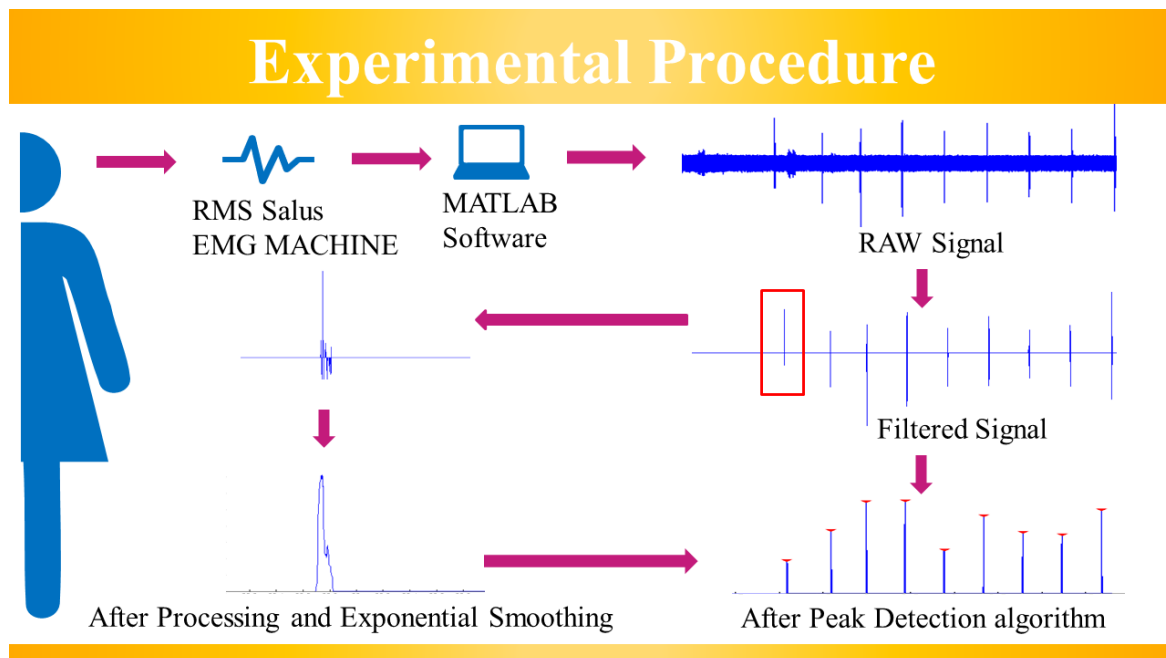 Experimental Procedure
RMS Salus
EMG MACHINE
MATLAB
Software
RAW Signal
Filtered Signal
After Processing and Exponential Smoothing
After Peak Detection algorithm